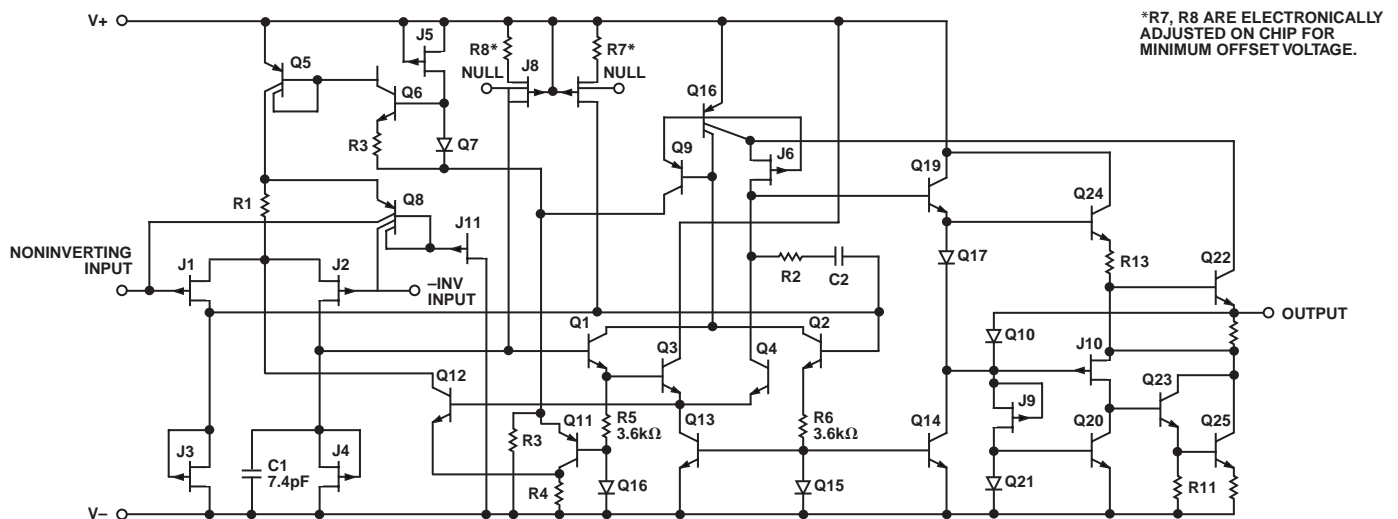 V+
*R7, R8 ARE ELECTRONICALLY
ADJUSTED ON CHIP FOR
MINIMUM OFFSET VOLTAGE.
J5
R8*
R7*
Q5
J8
NULL
NULL
Q6
Q16
R3
Q7
Q9
J6
Q19
Q24
R1
Q8
J11
NONINVERTING
INPUT
J1
J2
–INV
INPUT
R2
C2
Q17
R13
Q22
OUTPUT
Q1
Q2
Q3
Q4
Q10
J10
Q12
Q23
J9
R3
Q11
R5
3.6kΩ
Q13
R6
3.6kΩ
Q14
Q20
Q25
J3
C1
7.4pF
J4
R4
Q16
Q15
Q21
R11
V–